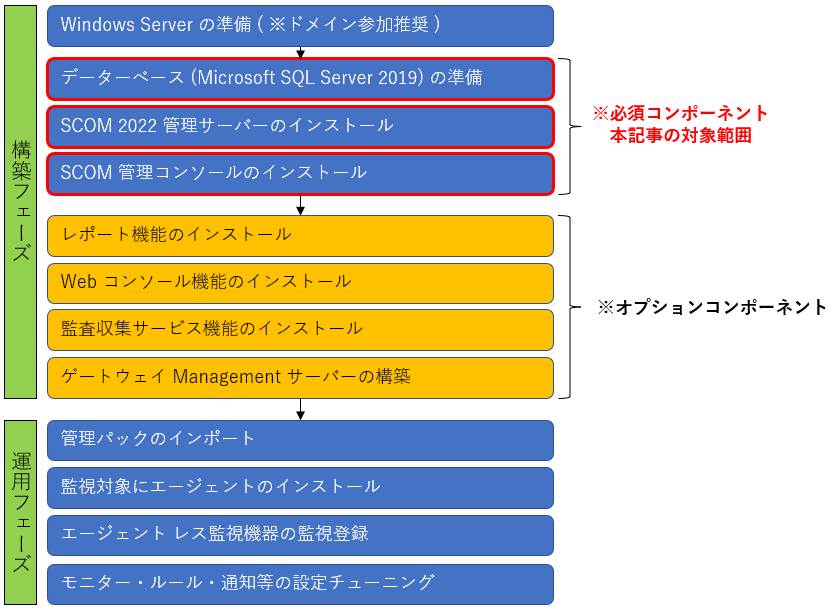 構築フェーズ
Windows Server の準備 ( ※ドメイン参加推奨 )
データーベース (Microsoft SQL Server 2019) の準備
SCOM 2022 管理サーバーのインストール
SCOM 管理コンソールのインストール
※必須コンポーネント
本記事の対象範囲
レポート機能のインストール
Web コンソール機能のインストール
監査収集サービス機能のインストール
ゲートウェイ Management サーバーの構築
※オプションコンポーネント
運用フェーズ
管理パックのインポート
監視対象にエージェントのインストール
エージェント レス監視機器の監視登録
モニター・ルール・通知等の設定チューニング